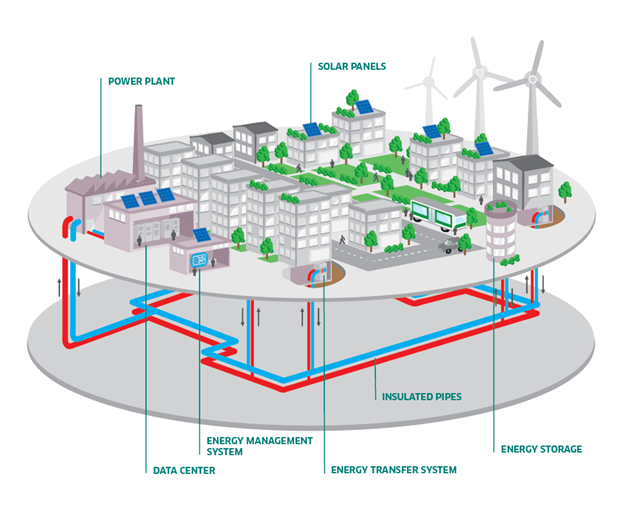 SOLAR PANELS
POWER PLANT
INSULATED PIPES
ENERGY MANAGEMENT
SYSTEM
ENERGY STORAGE
DATA CENTER
ENERGY TRANSFER SYSTEM